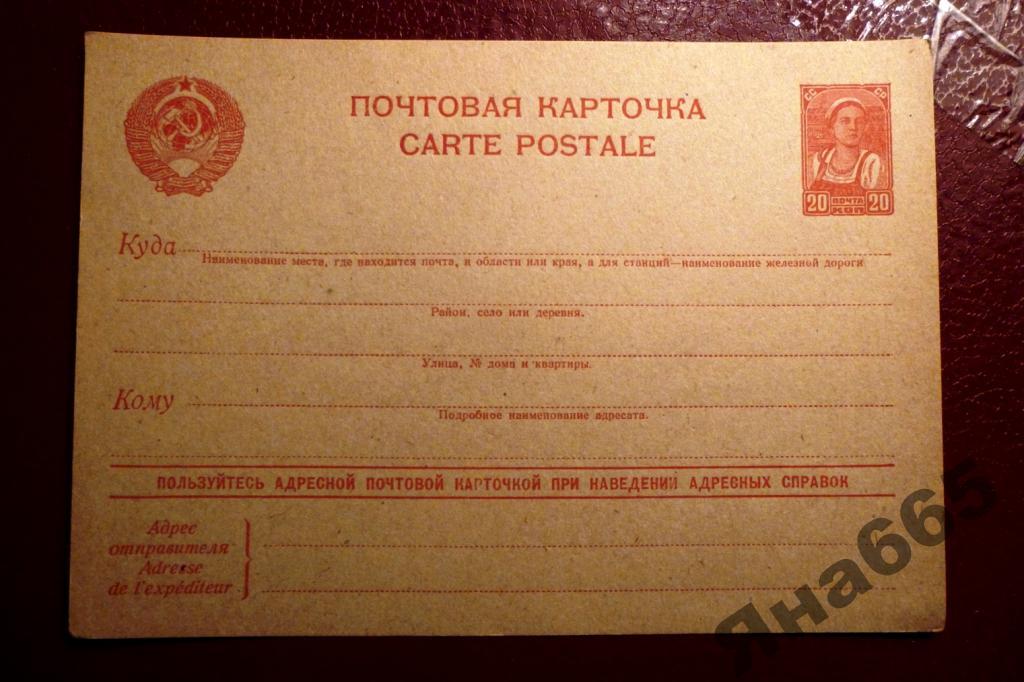 ПОЧТОВАЯ КАРТОЧКА
CARTE POSTALE
СС СР
20 ПОЧТА 20
КОП
Куда
Наименование места, где находится почта, и области или края, а для станций—наименование железной дороги
Район, село или деревня.
Улица, № дома и квартиры.
Кому
Подробное наименование адресата.
ПОЛЬЗУЙТЕСЬ АДРЕСНОЙ ПОЧТОВОЙ КАРТОЧКОЙ ПРИ НАВЕДЕНИИ АДРЕСНЫХ СПРАВОК
Адрес
отправителя
Adresse
de l'expéditeur
Яна665